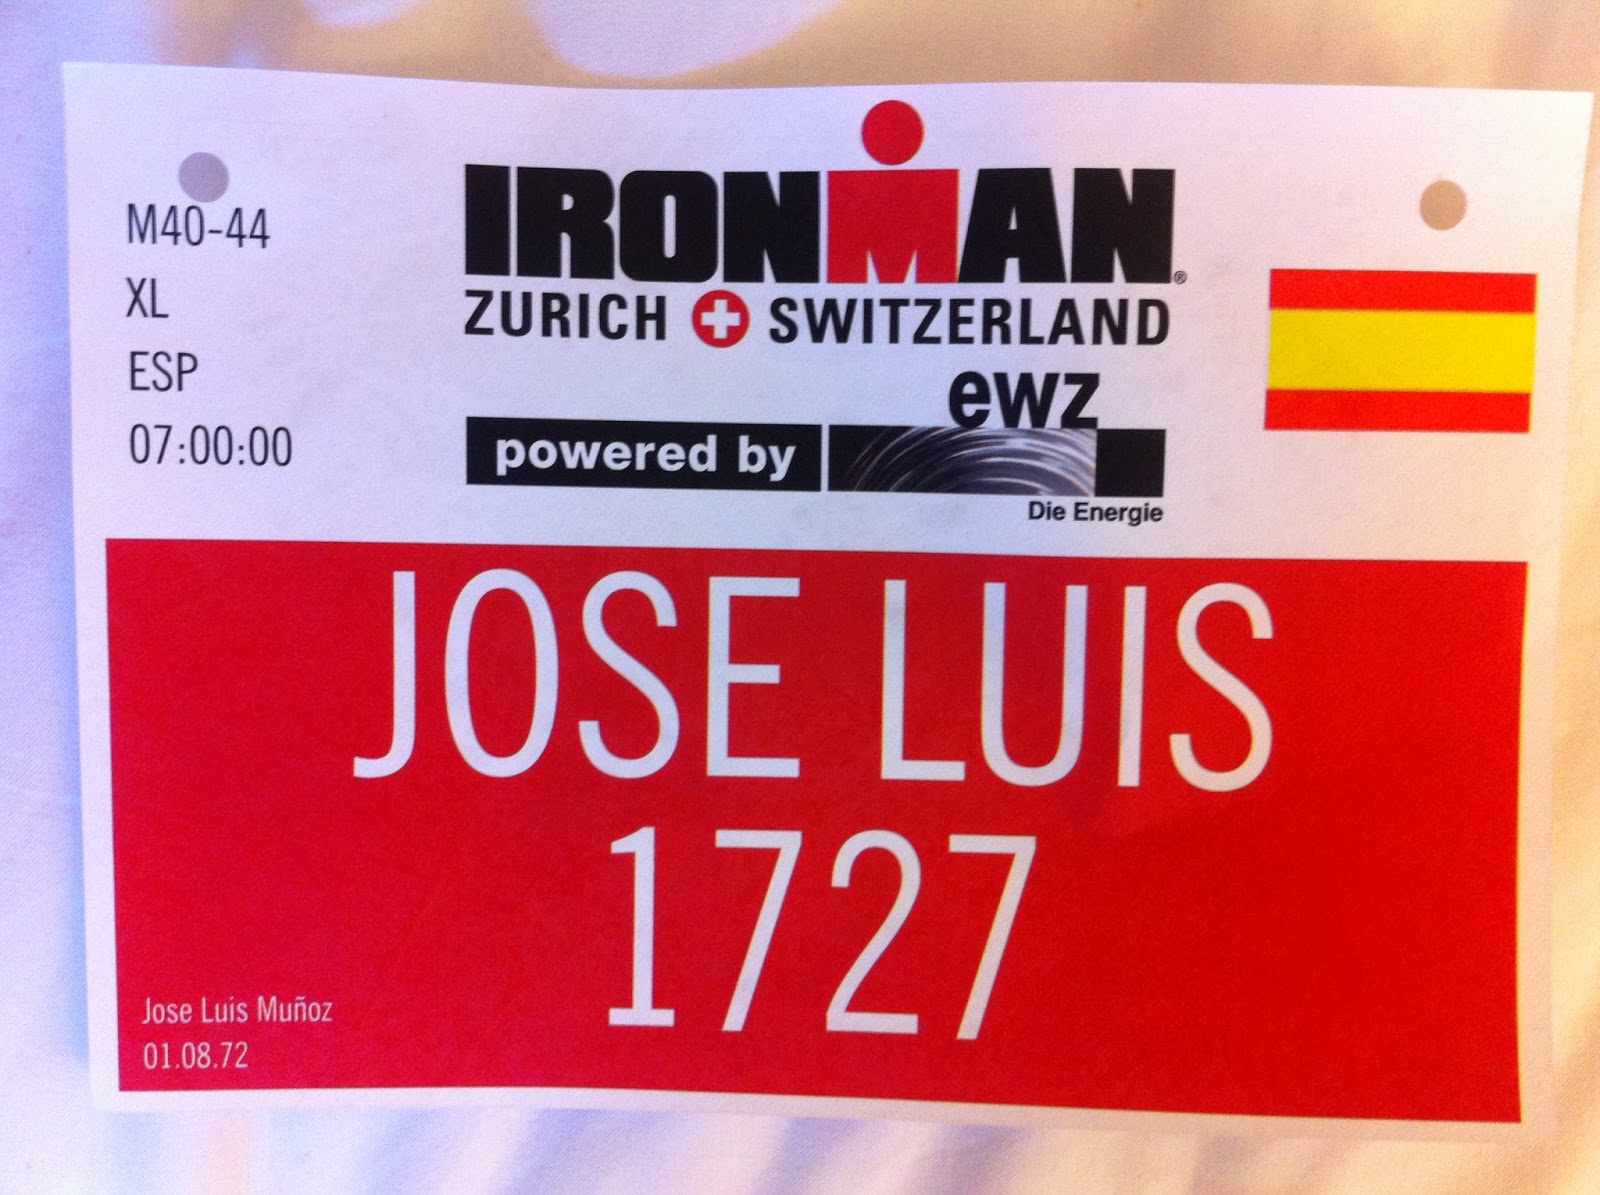 M40-44
XL
ESP
07:00:00
IRONMAN®
ZURICH SWITZERLAND
ewz
powered by
Die Energie
JOSE LUIS
1727
Jose Luis Muñoz
01.08.72